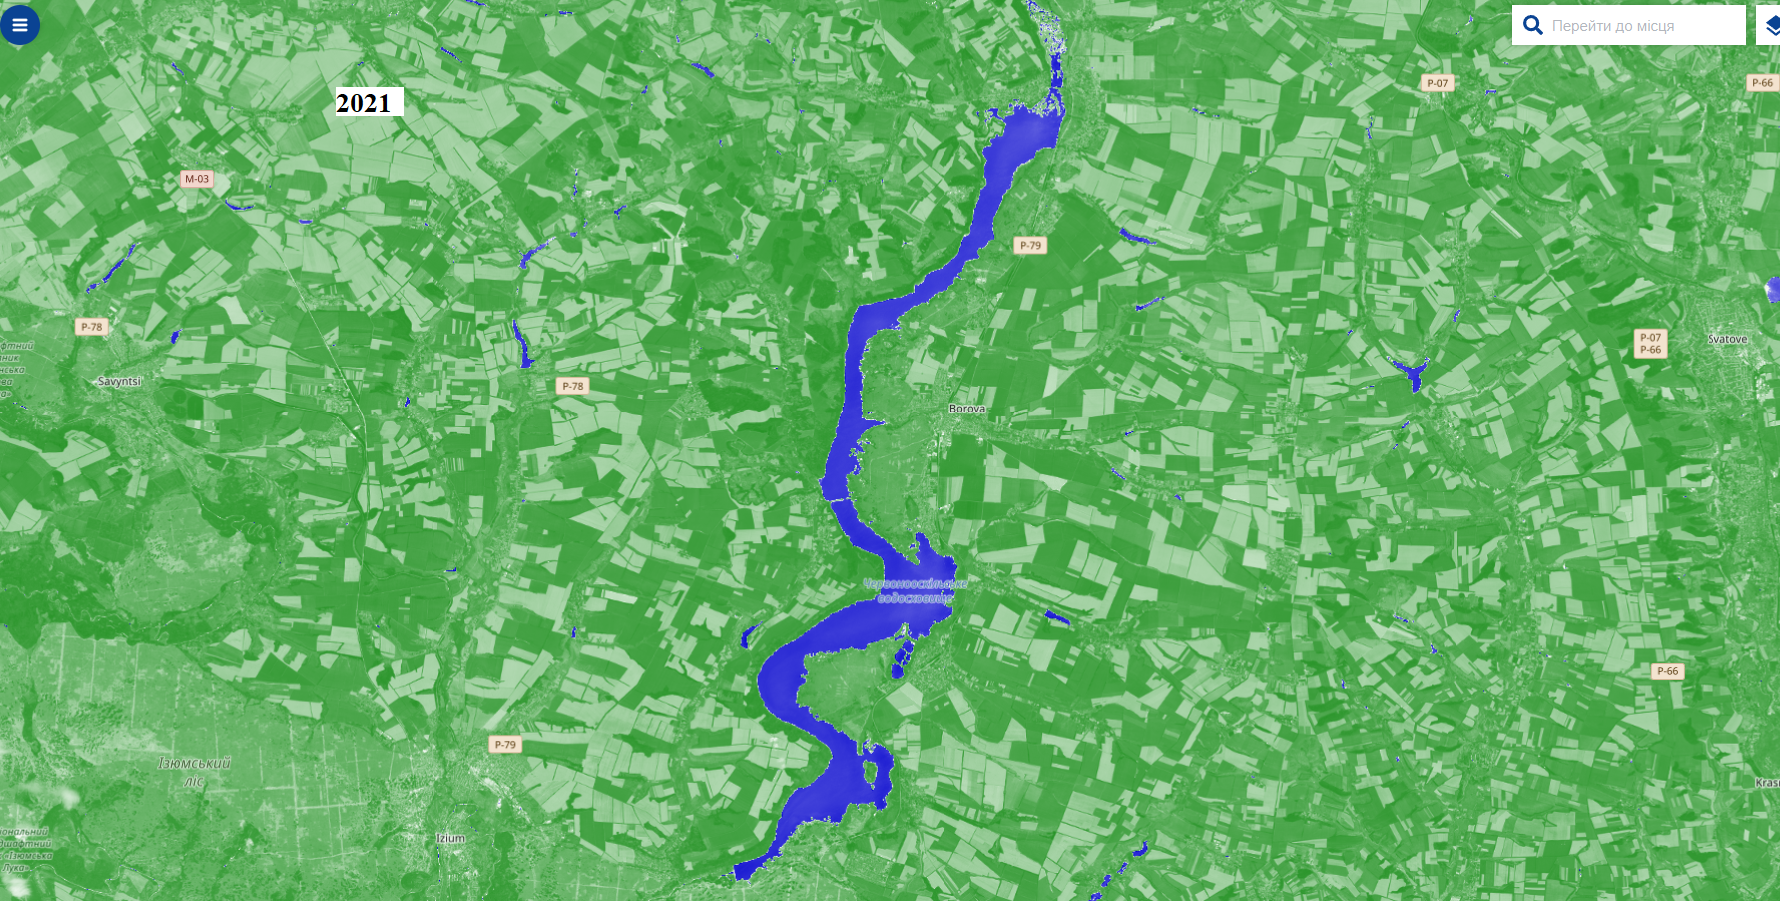 Перейти до місця
P-07
P-66
2021
M-03
P-79
P-78
P-07
P-66
Svatove
Savyntsi
P-78
Borova
Червонооскільське
водосховище
P-66
P-79
Ізюмський
ліс
Izium